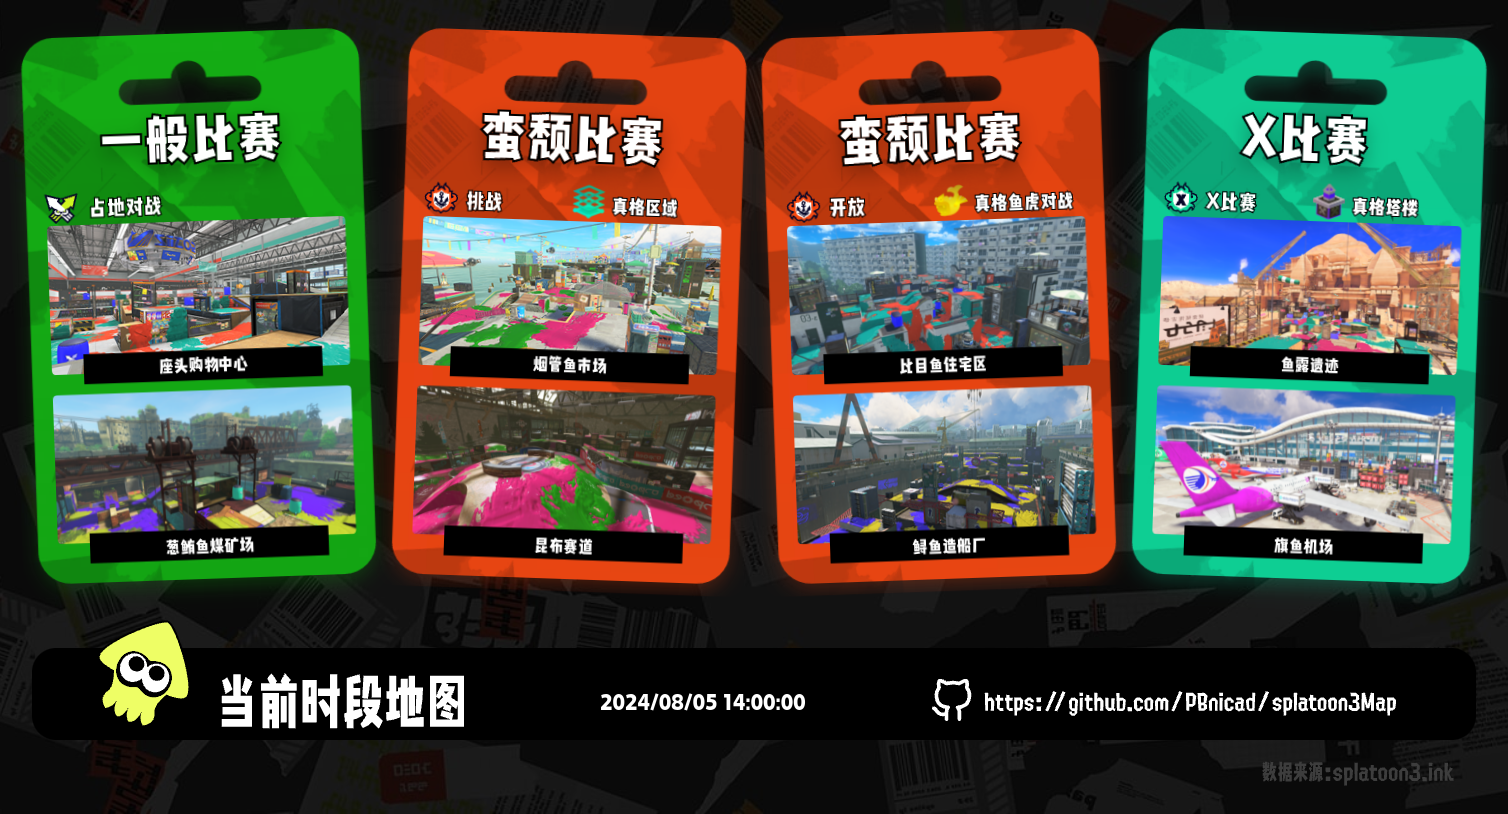 一般比赛
占地对战
座头购物中心
葱鲔鱼煤矿场
蛮颓比赛
挑战
真格区域
烟管鱼市场
昆布赛道
蛮颓比赛
开放
真格鱼虎对战
比目鱼住宅区
鲟鱼造船厂
X比赛
X比赛
真格塔楼
鱼露遗迹
旗鱼机场
当前时段地图
2024/08/05 14:00:00
https://github.com/PBnicad/splatoon3Map
数据来源:splatoon3.ink